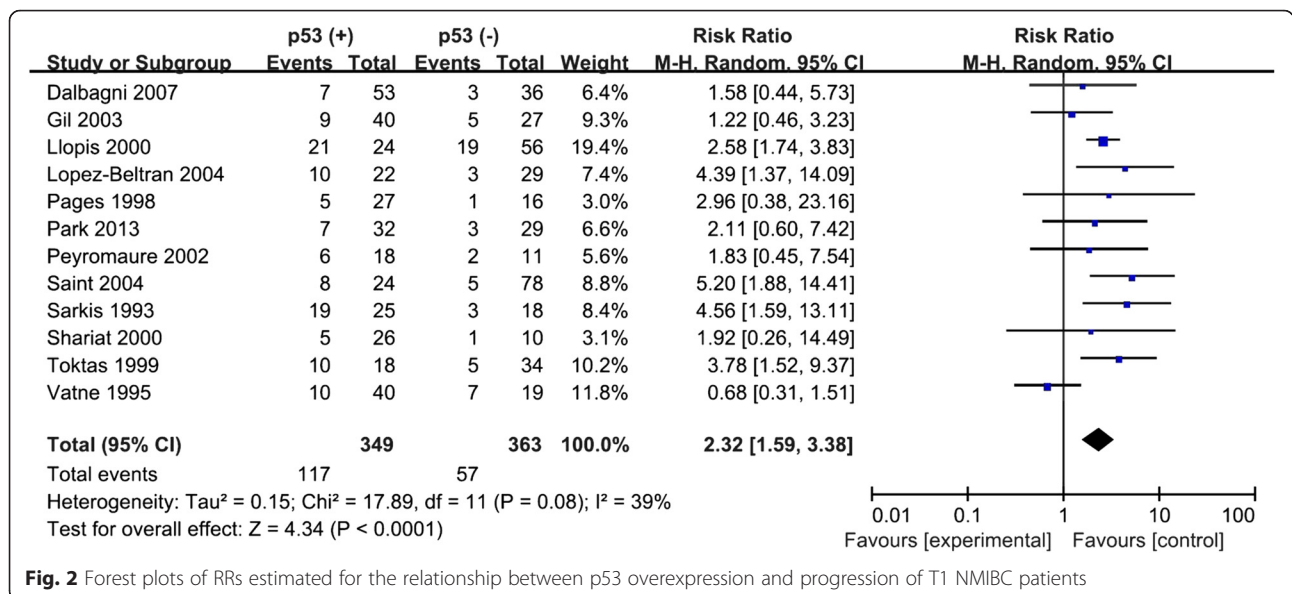 p53 (+) p53 (-) Risk Ratio Risk Ratio
Study or Subgroup Events Total Events Total Weight M-H. Random. 95% CI M-H. Random. 95% CI
Dalbagni 2007 7 53 3 36 6.4% 1.58 [0.44, 5.73]
Gil 2003 9 40 5 27 9.3% 1.22 [0.46, 3.23]
Llopis 2000 21 24 19 56 19.4% 2.58 [1.74, 3.83]
Lopez-Beltran 2004 10 22 3 29 7.4% 4.39 [1.37, 14.09]
Pages 1998 5 27 1 16 3.0% 2.96 [0.38, 23.16]
Park 2013 7 32 3 29 6.6% 2.11 [0.60, 7.42]
Peyromaure 2002 6 18 2 11 5.6% 1.83 [0.45, 7.54]
Saint 2004 8 24 5 78 8.8% 5.20 [1.88, 14.41]
Sarkis 1993 19 25 3 18 8.4% 4.56 [1.59, 13.11]
Shariat 2000 5 26 1 10 3.1% 1.92 [0.26, 14.49]
Toktas 1999 10 18 5 34 10.2% 3.78 [1.52, 9.37]
Vatne 1995 10 40 7 19 11.8% 0.68 [0.31, 1.51]
Total (95% CI) 349 363 100.0% 2.32 [1.59, 3.38]
Total events 117 57
Heterogeneity: Tau² = 0.15; Chi² = 17.89, df = 11 (P = 0.08); I² = 39%
Test for overall effect: Z = 4.34 (P < 0.0001)
0.01 0.1 1 10 100
Favours [experimental] Favours [control]
Fig. 2 Forest plots of RRs estimated for the relationship between p53 overexpression and progression of T1 NMIBC patients